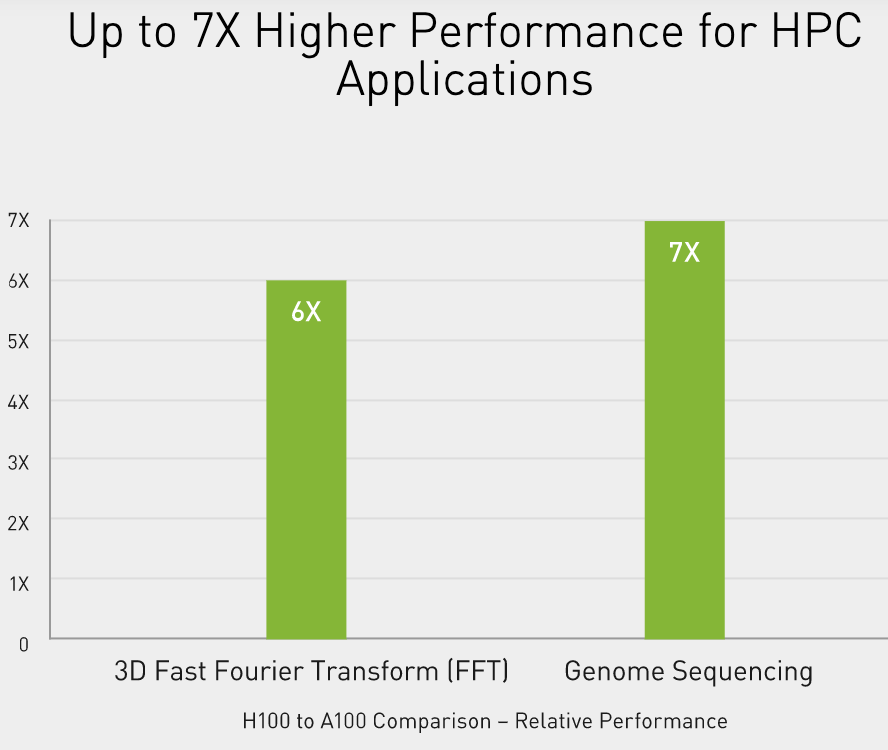 Up to 7X Higher Performance for HPC
Applications
7X
7X
6X
6X
5X
4X
3X
2X
1X
0
3D Fast Fourier Transform (FFT)
Genome Sequencing
H100 to A100 Comparison – Relative Performance